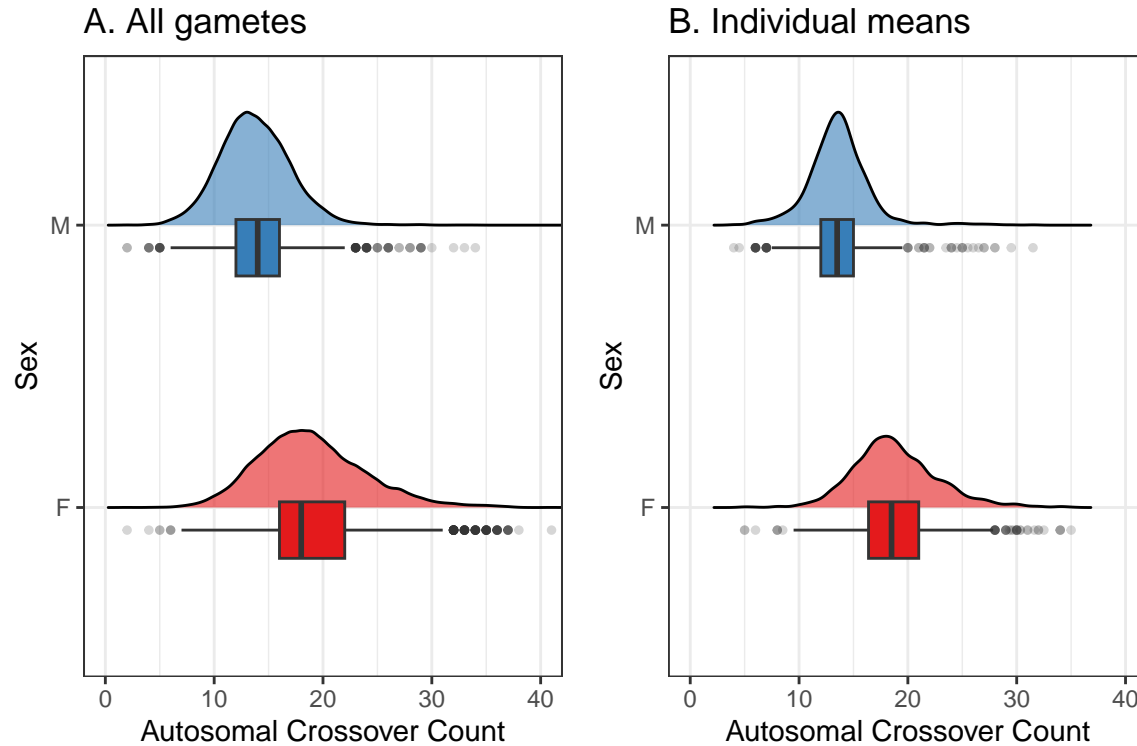 A. All gametes
B. Individual means
Sex
M
F
0 10 20 30 40
Autosomal Crossover Count
Sex
M
F
0 10 20 30 40
Autosomal Crossover Count